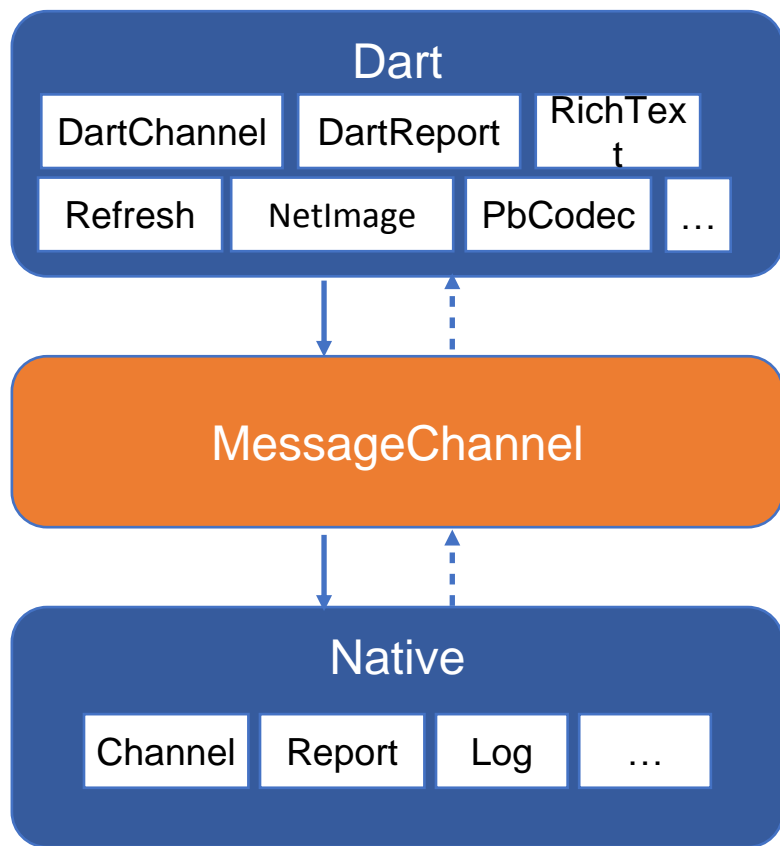 Dart
DartChannel DartReport RichTex
t
Refresh NetImage PbCodec …
MessageChannel
Native
Channel Report Log …